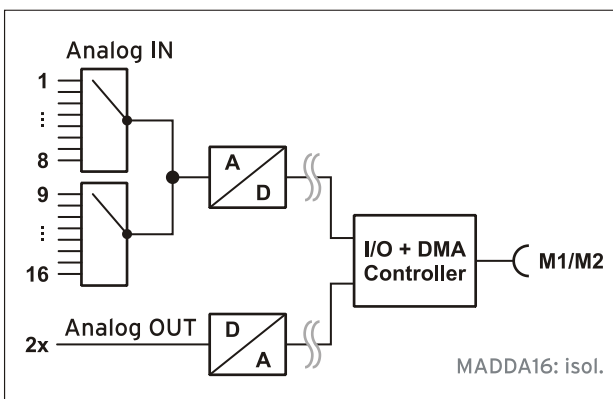 Analog IN
1
⋮
8
9
⋮
16
A
D
I/O + DMA
Controller
M1/M2
2x
Analog OUT
D
A
MADDA16: isol.